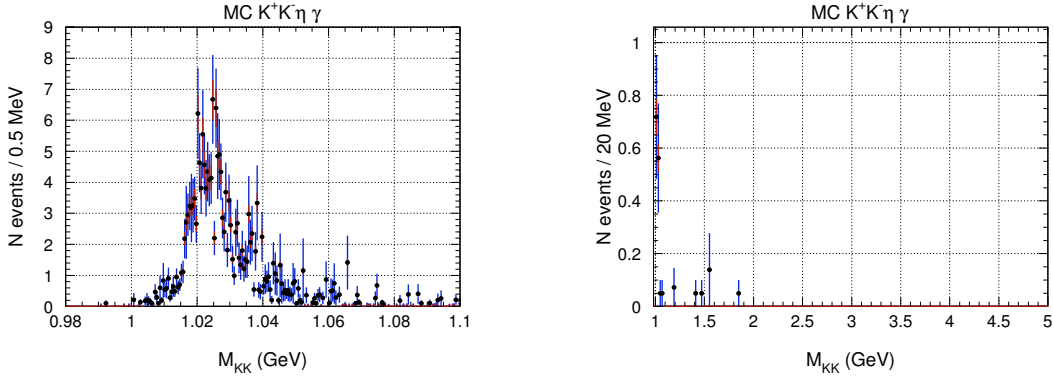 MC K⁺K⁻η γ
N events / 0.5 MeV
9
8
7
6
5
4
3
2
1
0
0.98 1 1.02 1.04 1.06 1.08 1.1
M_KK (GeV)
MC K⁺K⁻η γ
N events / 20 MeV
1
0.8
0.6
0.4
0.2
0
1 1.5 2 2.5 3 3.5 4 4.5 5
M_KK (GeV)